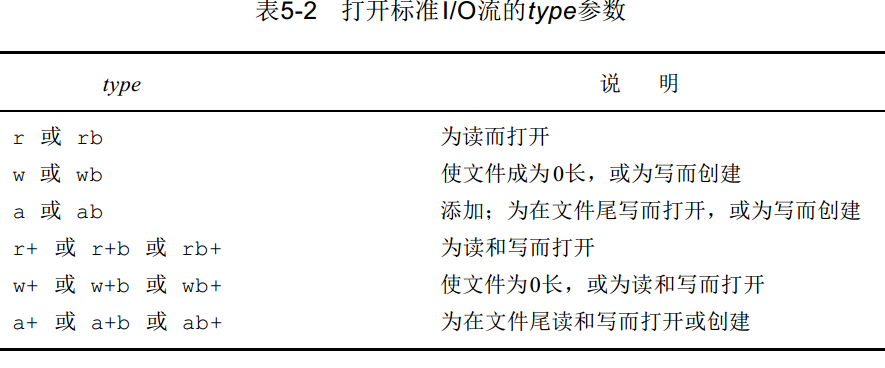 表5-2 打开标准I/O流的type参数
type 说 明
r 或 rb 为读而打开
w 或 wb 使文件成为0长，或为写而创建
a 或 ab 添加；为在文件尾写而打开，或为写而创建
r+ 或 r+b 或 rb+ 为读和写而打开
w+ 或 w+b 或 wb+ 使文件为0长，或为读和写而打开
a+ 或 a+b 或 ab+ 为在文件尾读和写而打开或创建